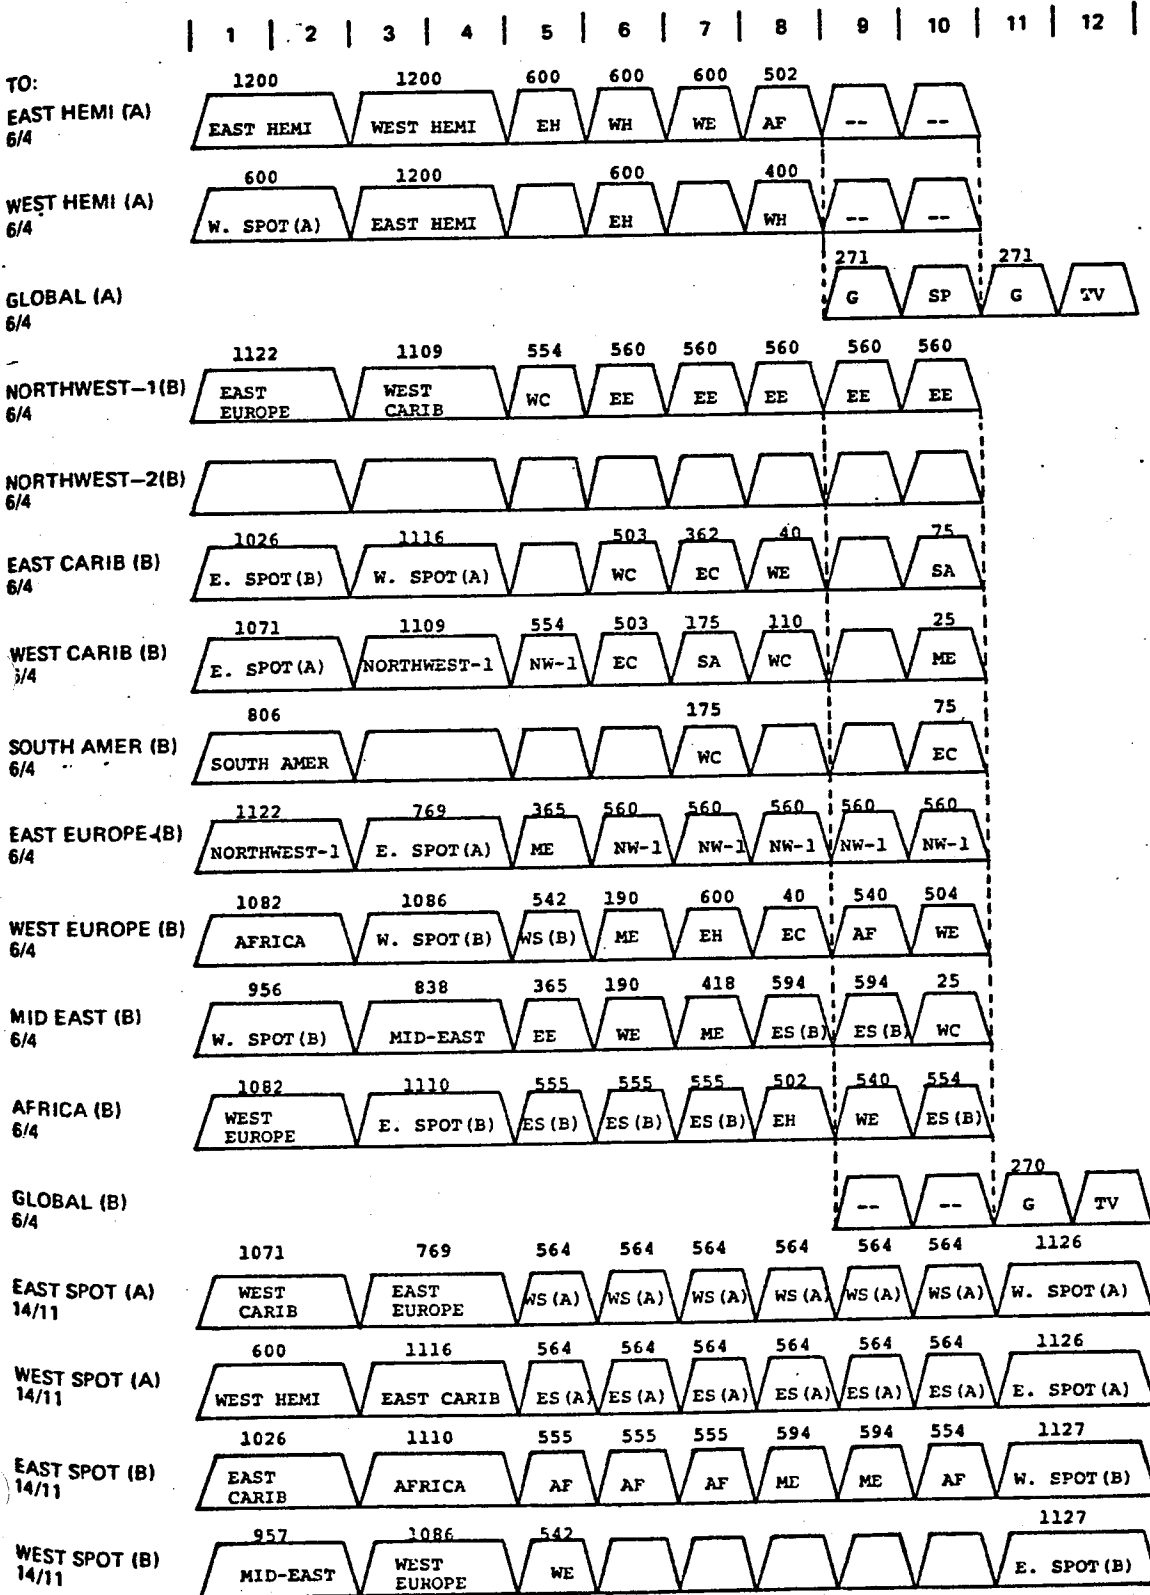 1 2 3 4 5 6 7 8 9 10 11 12
TO:
1200 1200 600 600 600 502
EAST HEMI (A)
6/4
EAST HEMI WEST HEMI EH WH WE AF -- --
600 1200 600 400
WEST HEMI (A)
6/4
W. SPOT(A) EAST HEMI EH WH -- --
271 271
GLOBAL (A)
6/4
G SP G TV
1122 1109 554 560 560 560 560 560
NORTHWEST-1(B)
6/4
EAST EUROPE WEST CARIB WC EE EE EE EE EE
NORTHWEST-2(B)
6/4
1026 1116 503 362 40 75
EAST CARIB (B)
6/4
E. SPOT(B) W. SPOT(A) WC EC WE SA
1071 1109 554 503 175 110 25
WEST CARIB (B)
6/4
E. SPOT(A) NORTHWEST-1 NW-1 EC SA WC ME
806 175 75
SOUTH AMER (B)
6/4
SOUTH AMER WC EC
1122 769 365 560 560 560 560 560
EAST EUROPE (B)
6/4
NORTHWEST-1 E. SPOT(A) ME NW-1 NW-1 NW-1 NW-1 NW-1
1082 1086 542 190 600 40 540 504
WEST EUROPE (B)
6/4
AFRICA W. SPOT(B) WS(B) ME EH EC AF WE
956 838 365 190 418 594 594 25
MID EAST (B)
6/4
W. SPOT(B) MID-EAST EE WE ME ES(B) ES(B) WC
1082 1110 555 555 555 502 540 554
AFRICA (B)
6/4
WEST EUROPE E. SPOT(B) ES(B) ES(B) ES(B) EH WE ES(B)
270
GLOBAL (B)
6/4
-- -- G TV
1071 769 564 564 564 564 564 564 1126
EAST SPOT (A)
14/11
WEST CARIB EAST EUROPE WS(A) WS(A) WS(A) WS(A) WS(A) WS(A) W. SPOT(A)
600 1116 564 564 564 564 564 564 1126
WEST SPOT (A)
14/11
WEST HEMI EAST CARIB ES(A) ES(A) ES(A) ES(A) ES(A) ES(A) E. SPOT(A)
1026 1110 555 555 555 594 594 554 1127
EAST SPOT (B)
14/11
EAST CARIB AFRICA AF AF AF ME ME AF W. SPOT(B)
957 1086 542 1127
WEST SPOT (B)
14/11
MID-EAST WEST EUROPE WE E. SPOT(B)